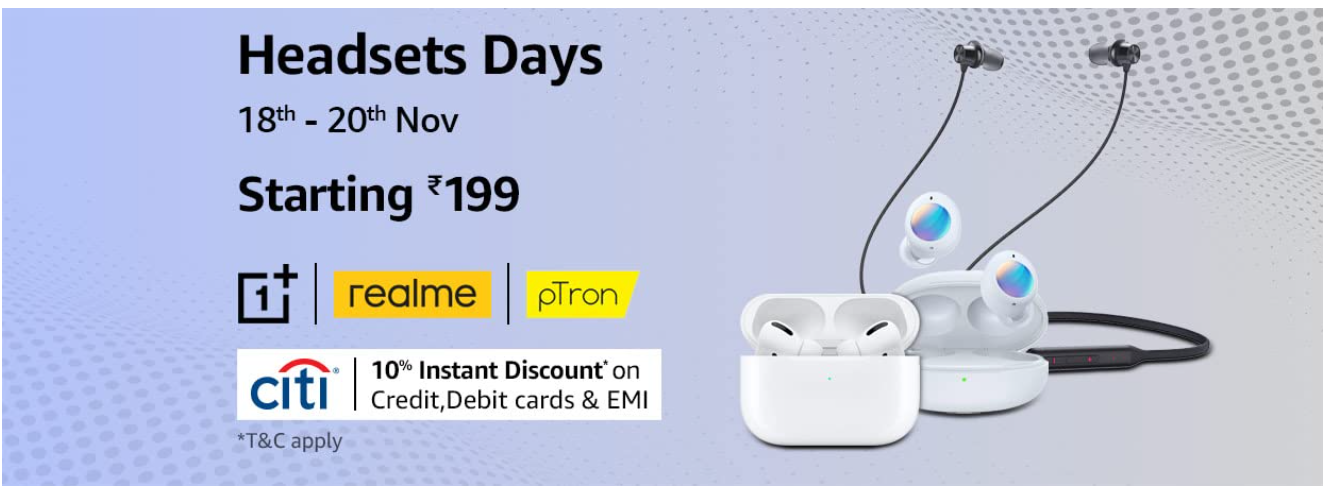 Headsets Days
18th - 20th Nov
Starting ₹199
1+ | realme | pTron
citi® | 10% Instant Discount* on
Credit,Debit cards & EMI
*T&C apply